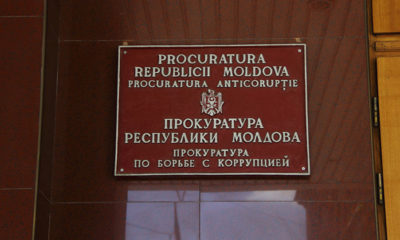 PROCURATURA
REPUBLICII MOLDOVA
PROCURATURA ANTICORUPȚIE
ПРОКУРАТУРА
РЕСПУБЛИКИ МОЛДОВА
ПРОКУРАТУРА
ПО БОРЬБЕ С КОРРУПЦИЕЙ